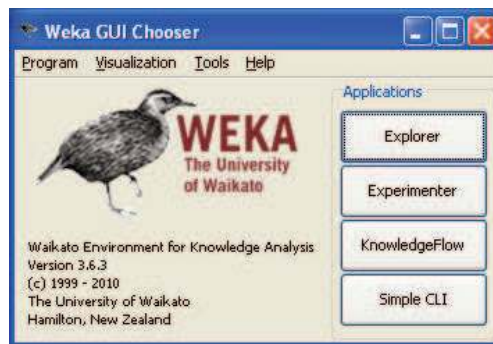 Weka GUI Chooser
Program Visualization Tools Help
WEKA
The University
of Waikato
Waikato Environment for Knowledge Analysis
Version 3.6.3
(c) 1999 - 2010
The University of Waikato
Hamilton, New Zealand
Applications
Explorer
Experimenter
KnowledgeFlow
Simple CLI